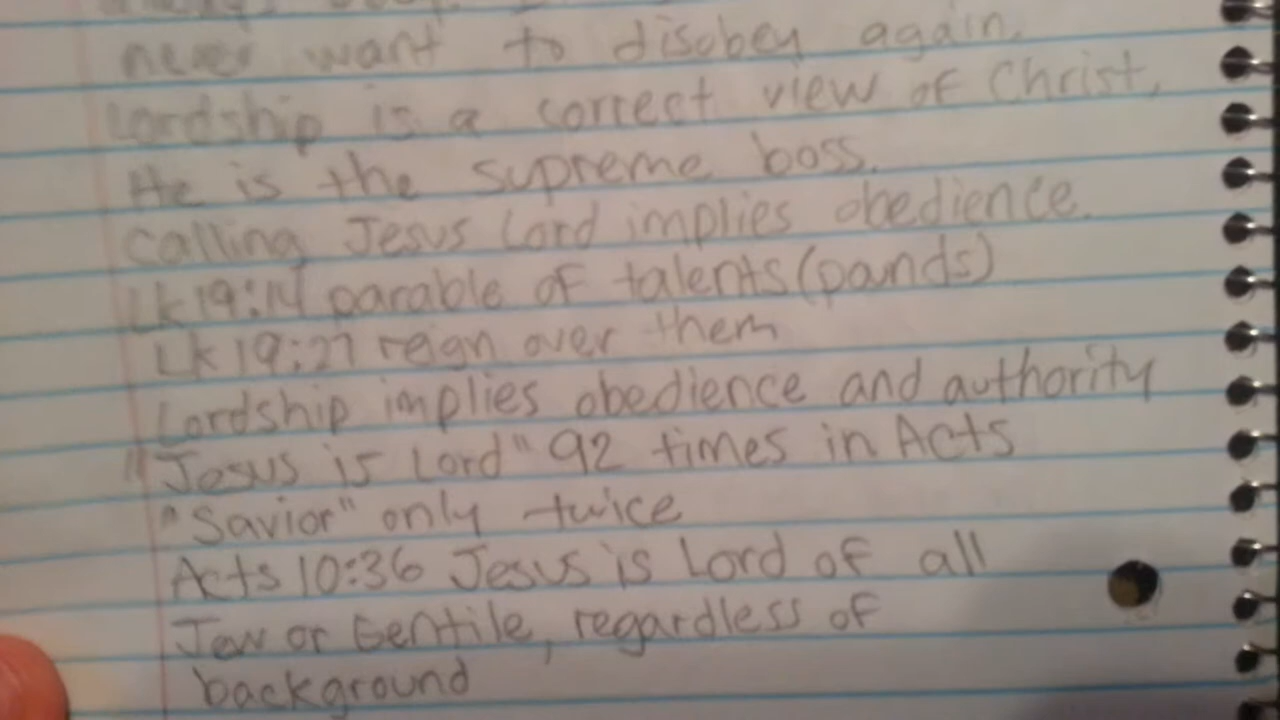 never want to disobey again.
Lordship is a correct view of Christ.
He is the supreme boss.
Calling Jesus Lord implies obedience.
Lk 19:14 parable of talents (pands)
Lk 19:27 reign over them
Lordship implies obedience and authority
"Jesus is Lord" 92 times in Acts
"Savior" only twice
Acts 10:36 Jesus is Lord of all
Jew or Gentile, regardless of
background